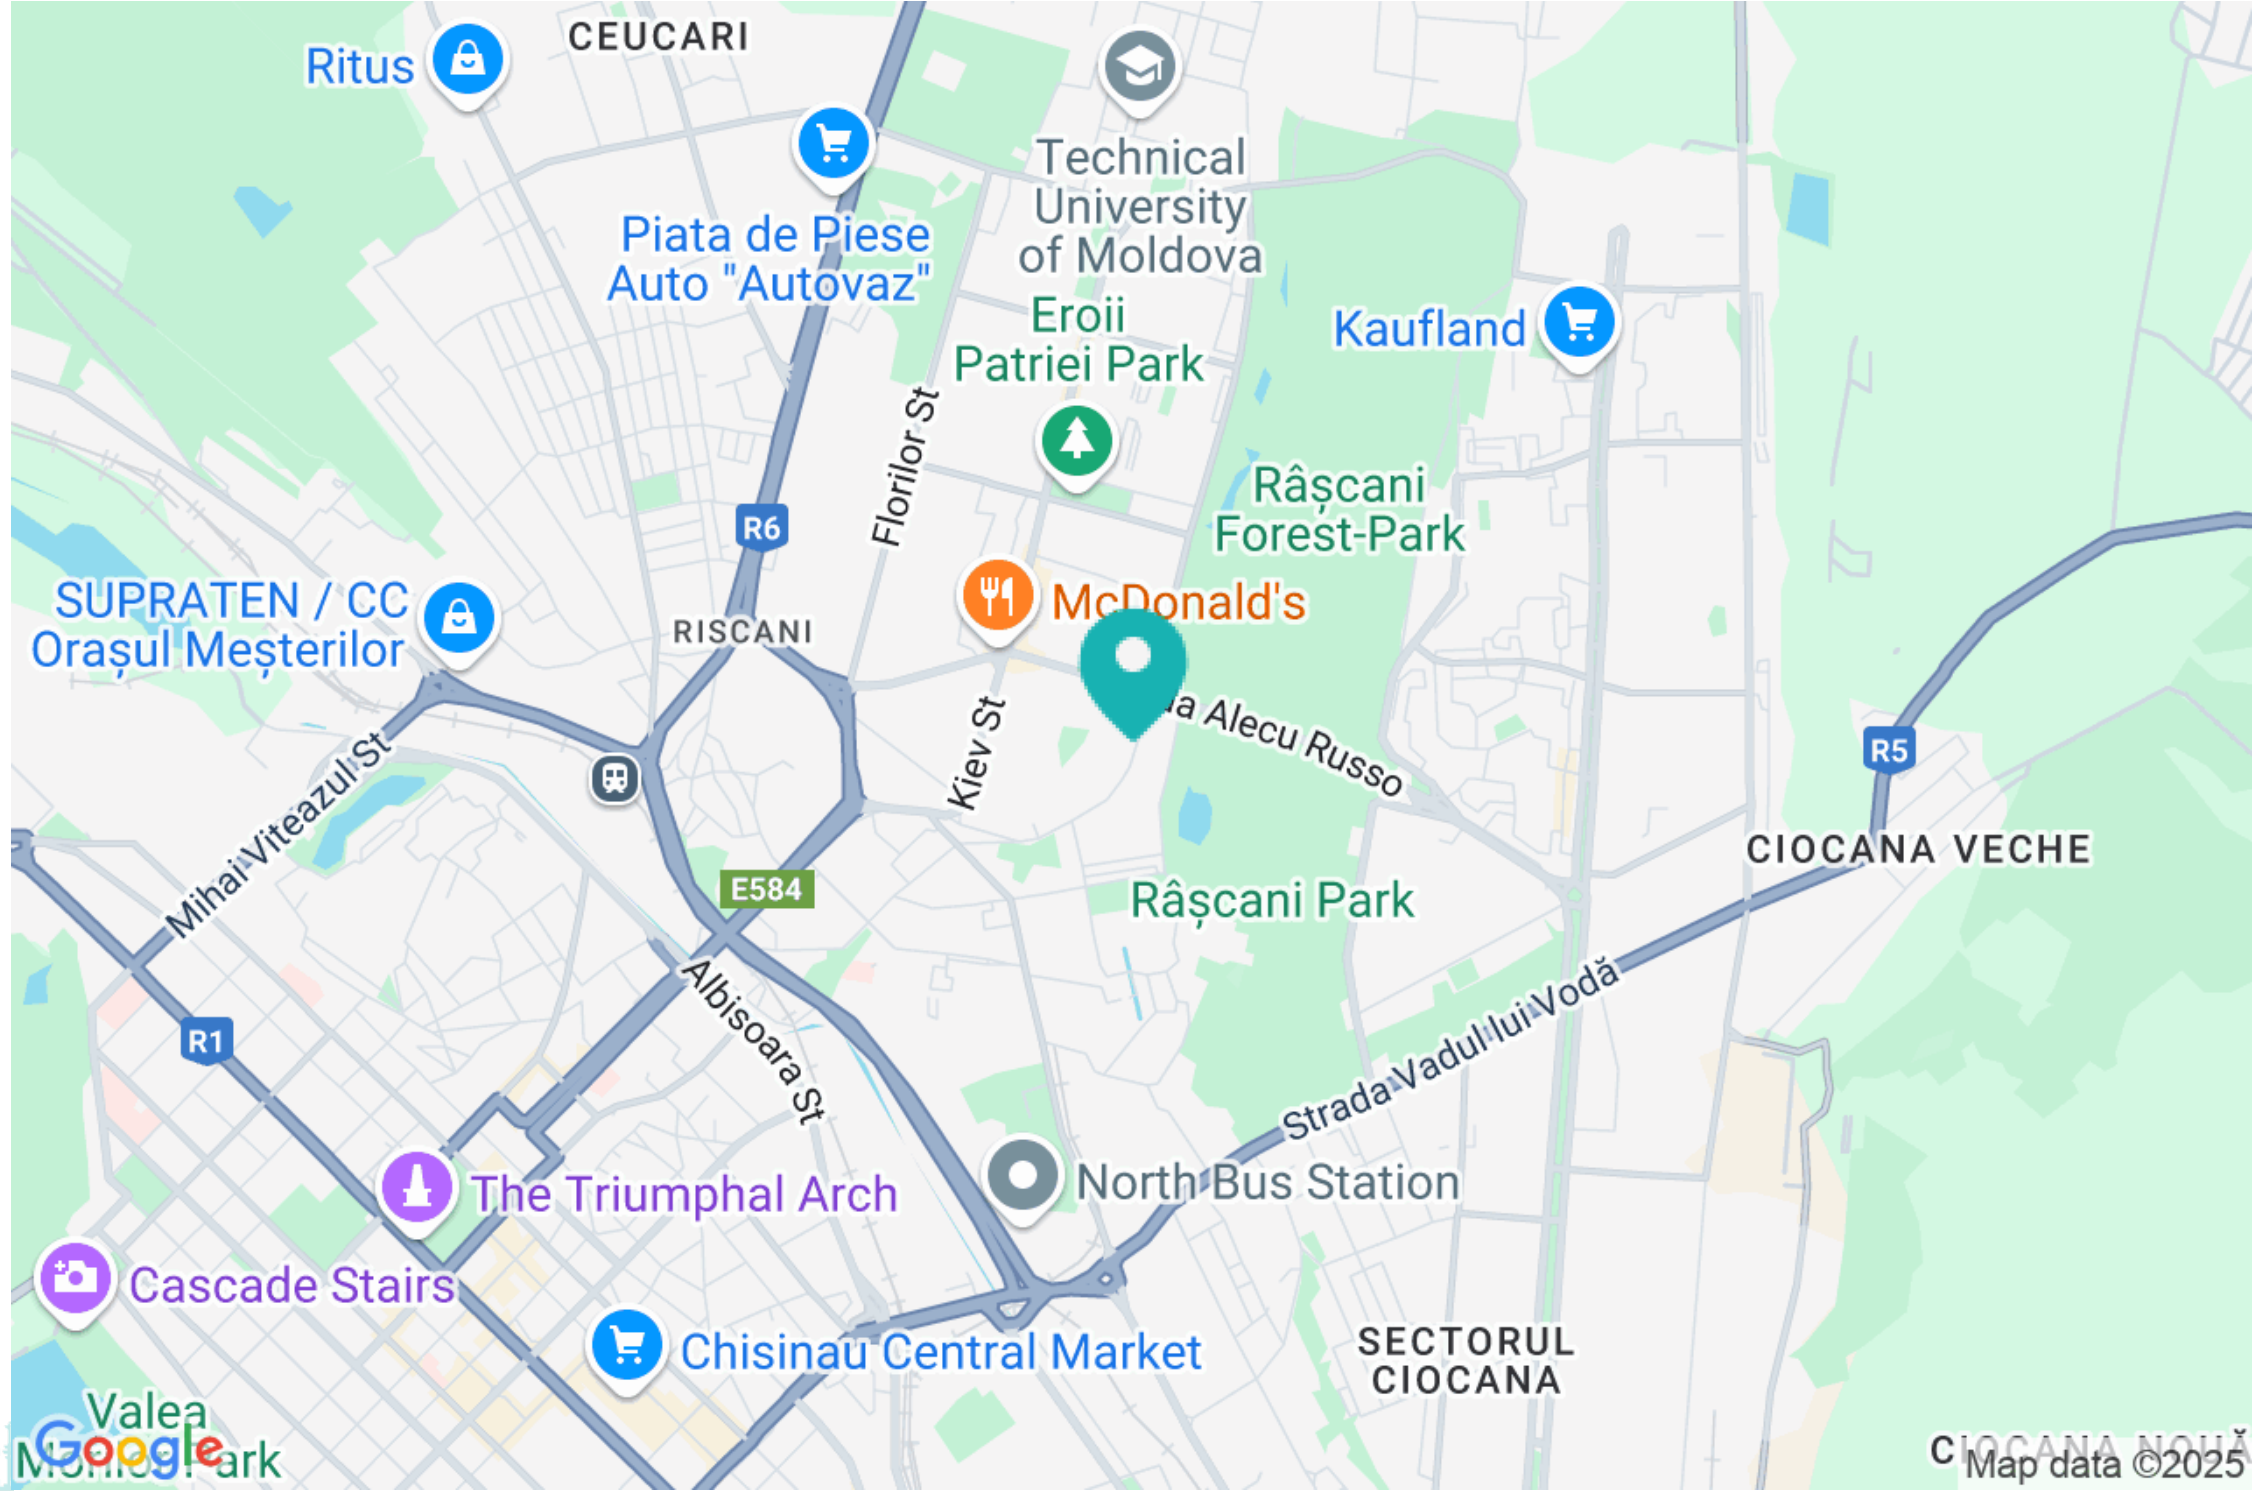 CEUCARI
Ritus
Technical
University
of Moldova
Piata de Piese
Auto "Autovaz"
Eroii
Patriei Park
Kaufland
Florilor St
Râșcani
Forest-Park
R6
SUPRATEN / CC
Orașul Meșterilor
McDonald's
RISCANI
Alecu Russo
Kiev St
R5
Mihai Viteazul St
CIOCANA VECHE
E584
Râșcani Park
Albisoara St
Strada Vadul lui Vodă
R1
The Triumphal Arch
North Bus Station
Cascade Stairs
Chisinau Central Market
SECTORUL
CIOCANA
Valea
Park
Google
CIOCANA NOUĂ
Map data ©2025